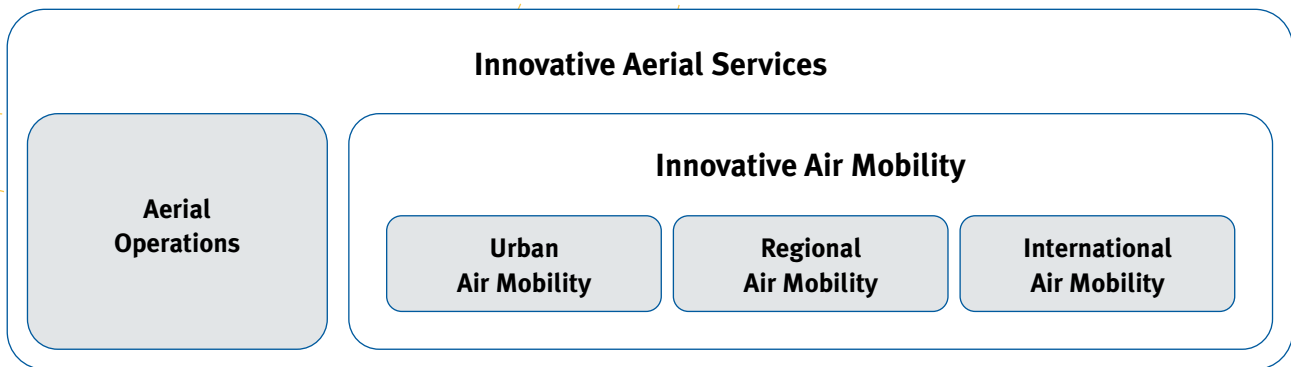 Innovative Aerial Services
Aerial
Operations
Innovative Air Mobility
Urban
Air Mobility
Regional
Air Mobility
International
Air Mobility